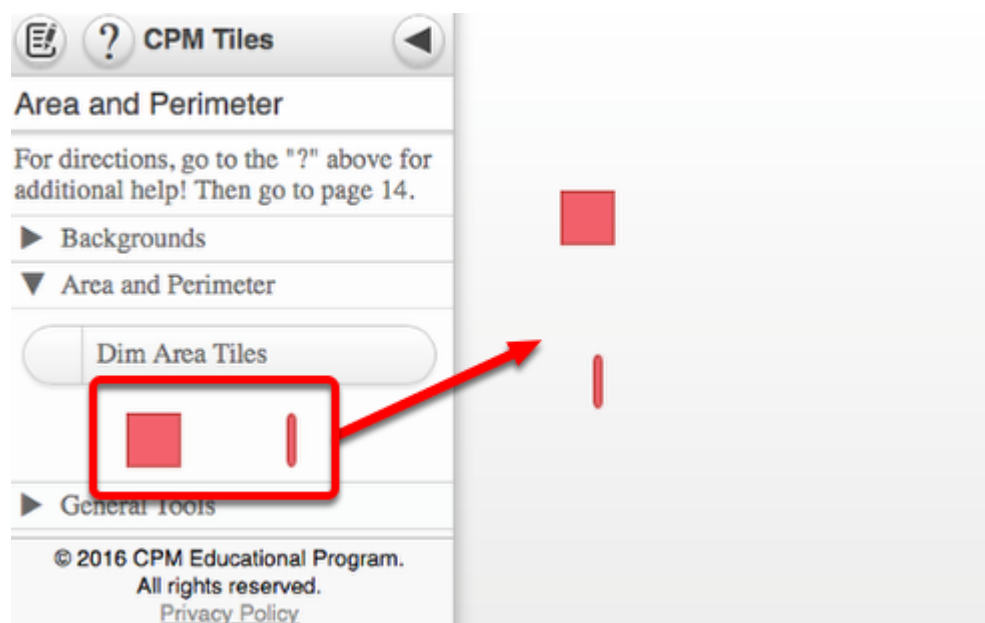 ? CPM Tiles
Area and Perimeter
For directions, go to the "?" above for
additional help! Then go to page 14.
Backgrounds
Area and Perimeter
Dim Area Tiles
General Tools
© 2016 CPM Educational Program.
All rights reserved.
Privacy Policy